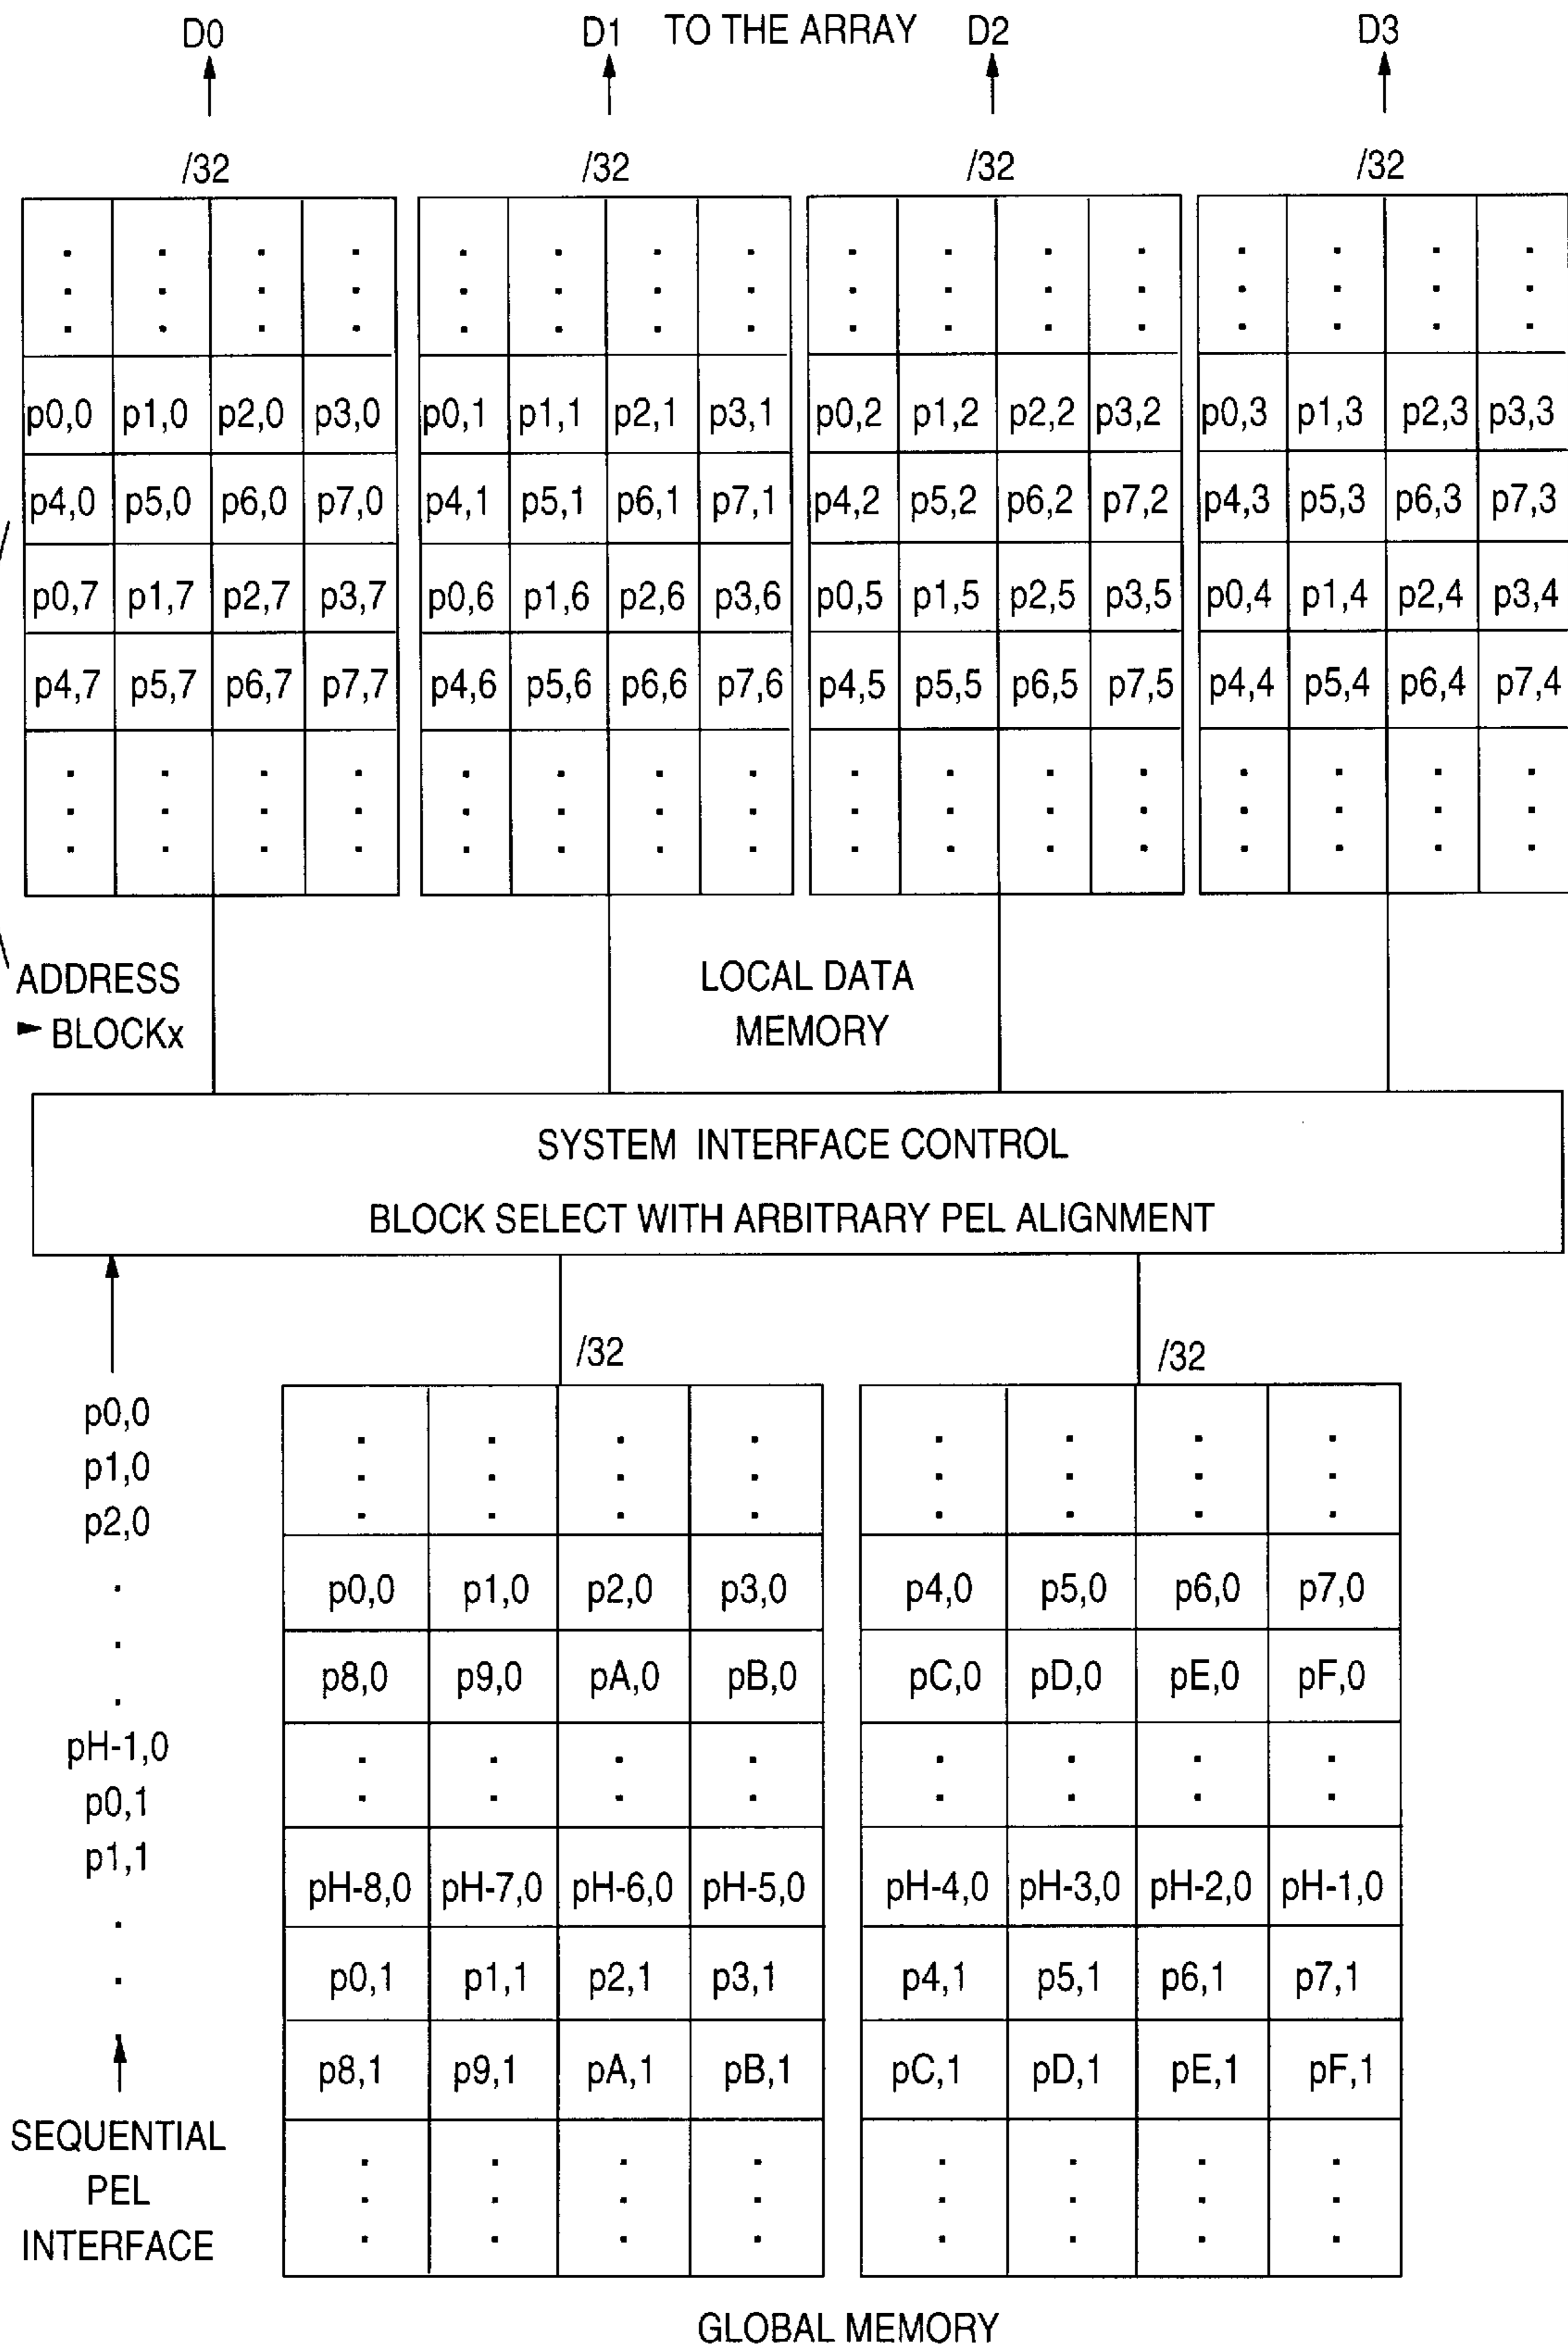 D0 D1 TO THE ARRAY D2 D3
/32 /32 /32 /32
p0,0 p1,0 p2,0 p3,0 p0,1 p1,1 p2,1 p3,1 p0,2 p1,2 p2,2 p3,2 p0,3 p1,3 p2,3 p3,3
p4,0 p5,0 p6,0 p7,0 p4,1 p5,1 p6,1 p7,1 p4,2 p5,2 p6,2 p7,2 p4,3 p5,3 p6,3 p7,3
p0,7 p1,7 p2,7 p3,7 p0,6 p1,6 p2,6 p3,6 p0,5 p1,5 p2,5 p3,5 p0,4 p1,4 p2,4 p3,4
p4,7 p5,7 p6,7 p7,7 p4,6 p5,6 p6,6 p7,6 p4,5 p5,5 p6,5 p7,5 p4,4 p5,4 p6,4 p7,4
ADDRESS
BLOCKx
LOCAL DATA
MEMORY
SYSTEM INTERFACE CONTROL
BLOCK SELECT WITH ARBITRARY PEL ALIGNMENT
/32 /32
p0,0
p1,0
p2,0
pH-1,0
p0,1
p1,1
SEQUENTIAL
PEL
INTERFACE
p0,0 p1,0 p2,0 p3,0 p4,0 p5,0 p6,0 p7,0
p8,0 p9,0 pA,0 pB,0 pC,0 pD,0 pE,0 pF,0
pH-8,0 pH-7,0 pH-6,0 pH-5,0 pH-4,0 pH-3,0 pH-2,0 pH-1,0
p0,1 p1,1 p2,1 p3,1 p4,1 p5,1 p6,1 p7,1
p8,1 p9,1 pA,1 pB,1 pC,1 pD,1 pE,1 pF,1
GLOBAL MEMORY